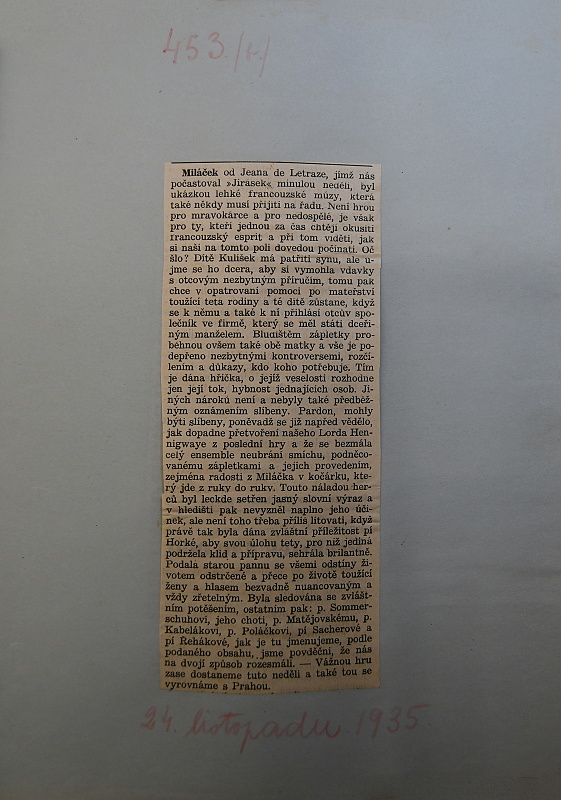 453./t./
Miláček od Jeana de Letraze, jímž nás
počastoval »Jirásek« minulou neděli, byl
ukázkou lehké francouzské múzy, která
také někdy musí přijíti na řadu. Není hrou
pro mravokárce a pro nedospělé, je však
pro ty, kteří jednou za čas chtějí okusiti
francouzský esprit a při tom viděti, jak
si naši na tomto poli dovedou počínati. Oč
šlo? Dítě Kulíšek má patřiti synu, ale u-
jme se ho dcera, aby si vymohla vdavky
s otcovým nezbytným příručím, tomu pak
chce v opatrování pomoci po mateřství
toužící teta rodiny a té dítě zůstane, když
se k němu a také k ní přihlásí otcův spo-
lečník ve firmě, který se měl státi dceři-
ným manželem. Bludištěm zápletky pro-
běhnou ovšem také obě matky a vše je po-
depřeno nezbytnými kontroversemi, rozčí-
lením a důkazy, kdo koho potřebuje. Tím
je dána hříčka, o jejíž veselosti rozhodne
jen její tok, hybnost jednajících osob. Ji-
ných nároků není a nebyly také předběž-
ným oznámením slíbeny. Pardon, mohly
býti slíbeny, poněvadž se již napřed vědělo,
jak dopadne přetvoření našeho Lorda Hen-
nigwaye z poslední hry a že se bezmála
celý ensemble neubrání smíchu, podněco-
vanému zápletkami a jejich provedením,
zejména radostí z Miláčka v kočárku, kte-
rý jde z ruky do ruky. Touto náladou her-
ců byl leckde setřen jasný slovní výraz a
v hledišti pak nevyzněl naplno jeho úči-
nek, ale není toho třeba příliš litovati, když
právě tak byla dána zvláštní příležitost pí
Horké, aby svou úlohu tety, pro niž jediná
podržela klid a přípravu, sehrála brilantně.
Podala starou pannu se všemi odstíny ži-
votem odstrčené a přece po životě toužící
ženy a hlasem bezvadně nuancovaným a
vždy zřetelným. Byla sledována se zvlášt-
ním potěšením, ostatním pak: p. Sommer-
schuhovi, jeho choti, p. Matějovskému, p.
Kabelákovi, p. Poláčkovi, pí Sacherové a
pí Řehákové, jak je tu jmenujeme, podle
podaného obsahu, jsme povděčni, že nás
na dvojí způsob rozesmáli. — Vážnou hru
zase dostaneme tuto neděli a také tou se
vyrovnáme s Prahou.
24. listopadu 1935.